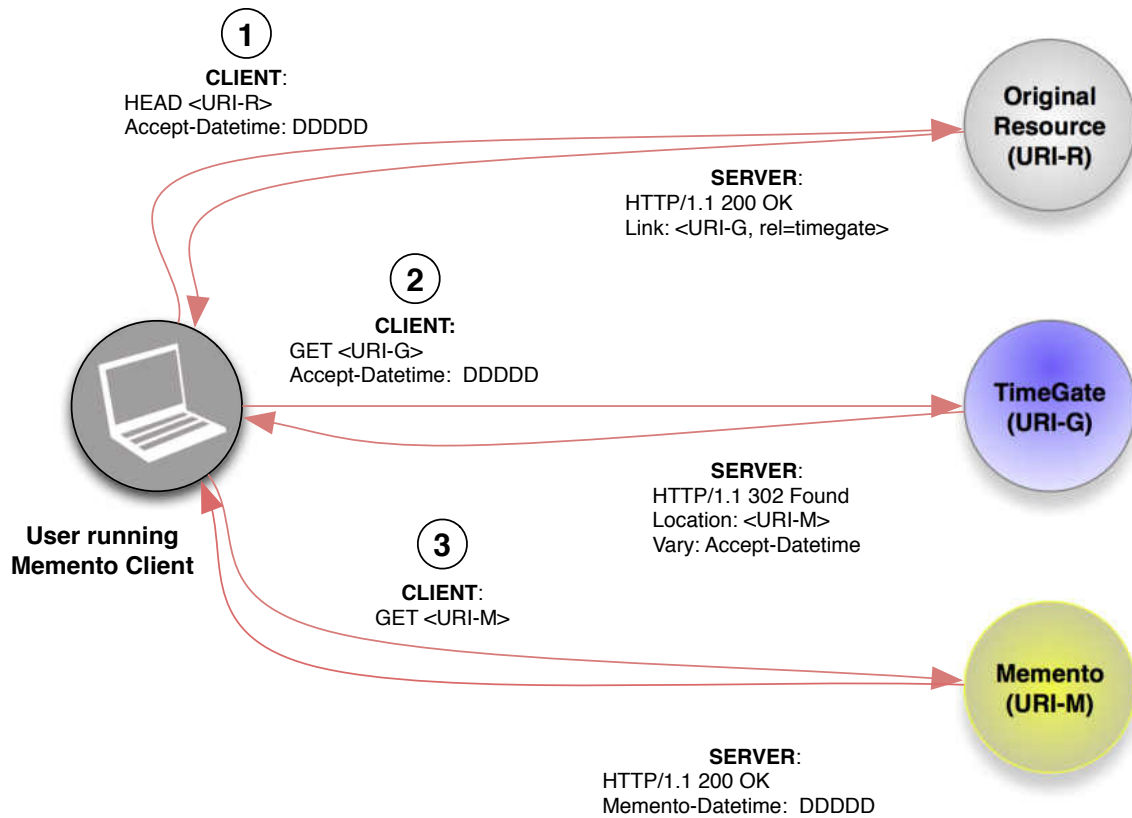 1
CLIENT:
HEAD <URI-R>
Accept-Datetime: DDDDD
Original
Resource
(URI-R)
SERVER:
HTTP/1.1 200 OK
Link: <URI-G, rel=timegate>
2
CLIENT:
GET <URI-G>
Accept-Datetime: DDDDD
TimeGate
(URI-G)
SERVER:
HTTP/1.1 302 Found
Location: <URI-M>
Vary: Accept-Datetime
User running
Memento Client
3
CLIENT:
GET <URI-M>
Memento
(URI-M)
SERVER:
HTTP/1.1 200 OK
Memento-Datetime: DDDDD